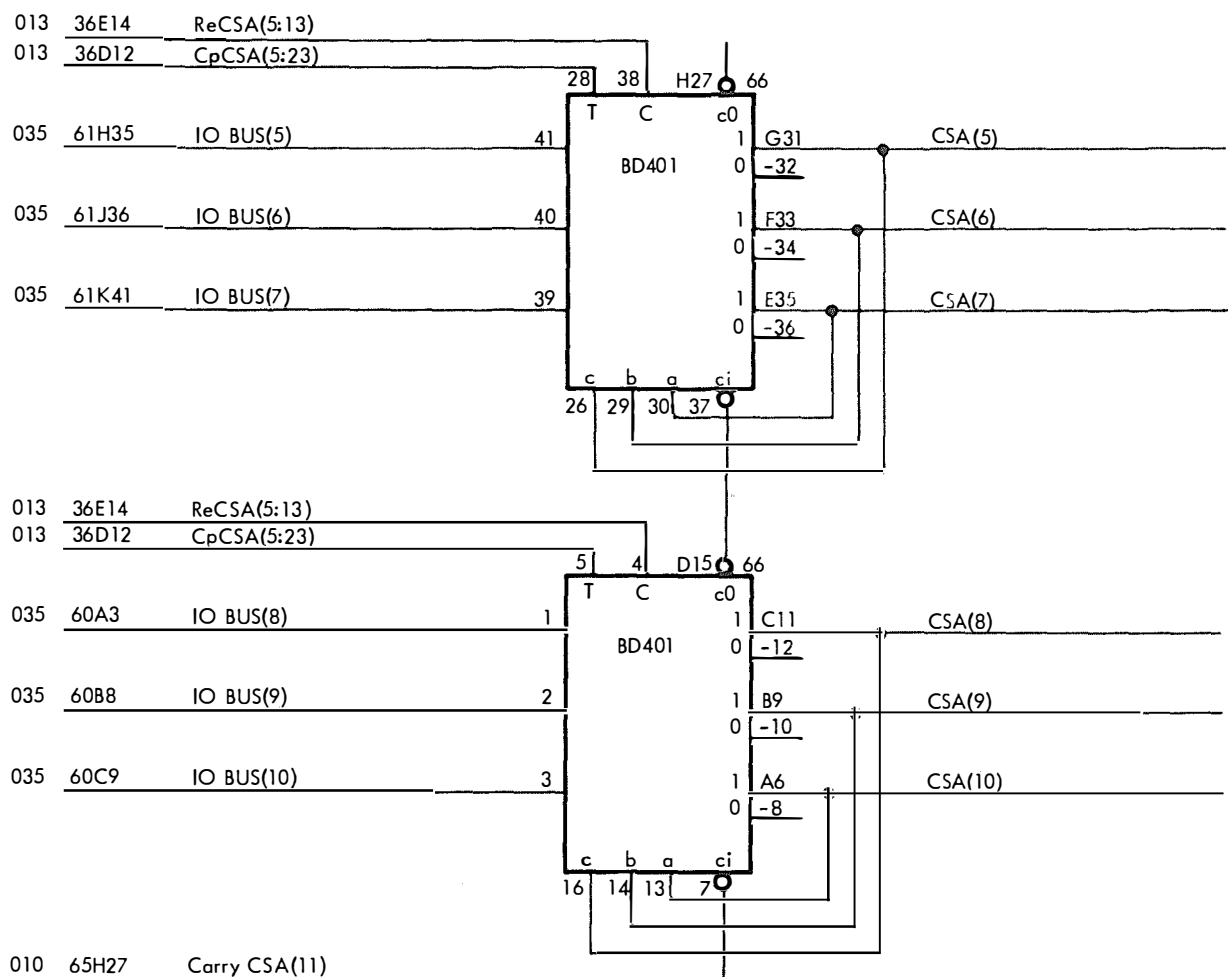 013 36E14 ReCSA(5:13)
013 36D12 CpCSA(5:23)
28 38 H27 66
T C c0
035 61H35 IO BUS(5) 41 1 G31 CSA(5)
BD401 0 -32
035 61J36 IO BUS(6) 40 1 F33 CSA(6)
0 -34
035 61K41 IO BUS(7) 39 1 E35 CSA(7)
0 -36
c b a ci
26 29 30 37
013 36E14 ReCSA(5:13)
013 36D12 CpCSA(5:23)
5 4 D15 66
T C c0
035 60A3 IO BUS(8) 1 1 C11 CSA(8)
BD401 0 -12
035 60B8 IO BUS(9) 2 1 B9 CSA(9)
0 -10
035 60C9 IO BUS(10) 3 1 A6 CSA(10)
0 -8
c b a ci
16 14 13 7
010 65H27 Carry CSA(11)